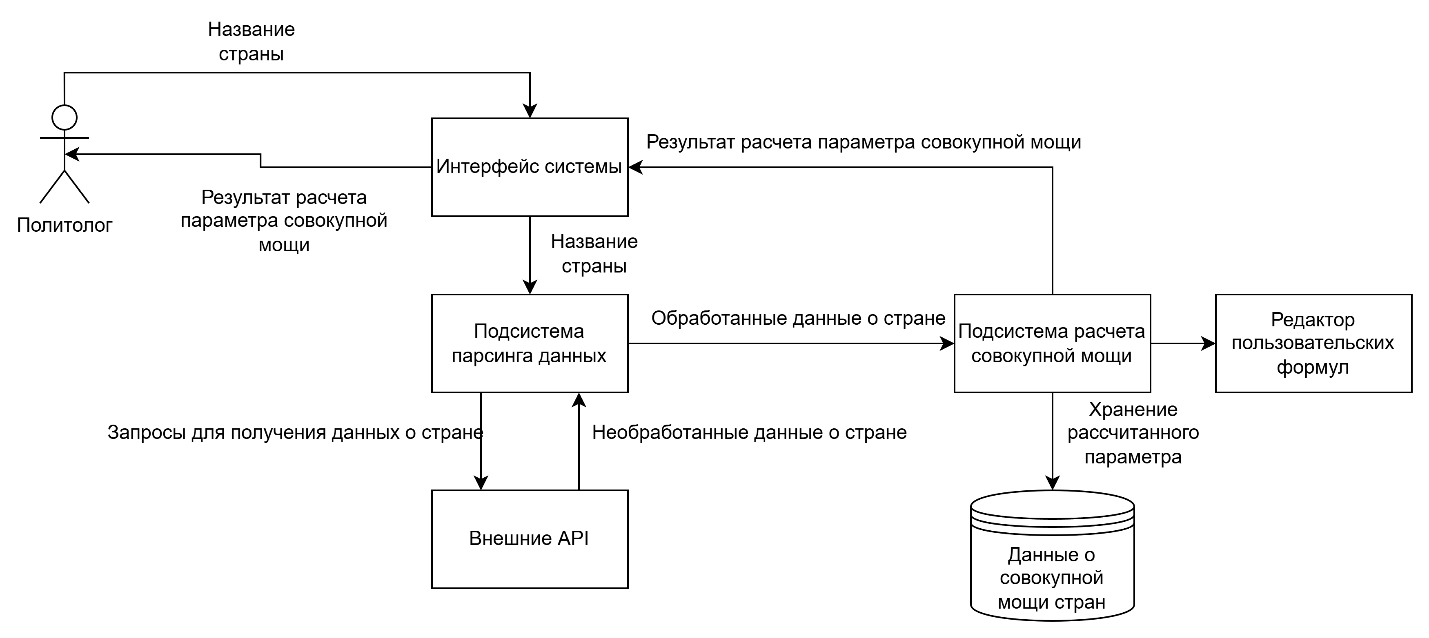 Название
страны
Результат расчета параметра совокупной мощи
Интерфейс системы
Результат расчета
параметра совокупной
мощи
Политолог
Название
страны
Обработанные данные о стране
Подсистема
парсинга данных
Подсистема расчета
совокупной мощи
Редактор
пользовательских
формул
Запросы для получения данных о стране
Необработанные данные о стране
Хранение
рассчитанного
параметра
Внешние API
Данные о
совокупной
мощи стран